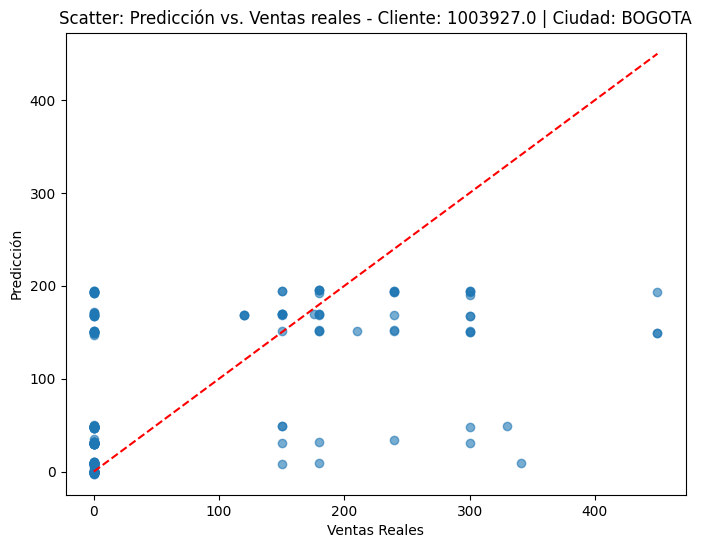 Scatter: Predicción vs. Ventas reales - Cliente: 1003927.0 | Ciudad: BOGOTA
400
300
200
100
0
Predicción
0 100 200 300 400
Ventas Reales